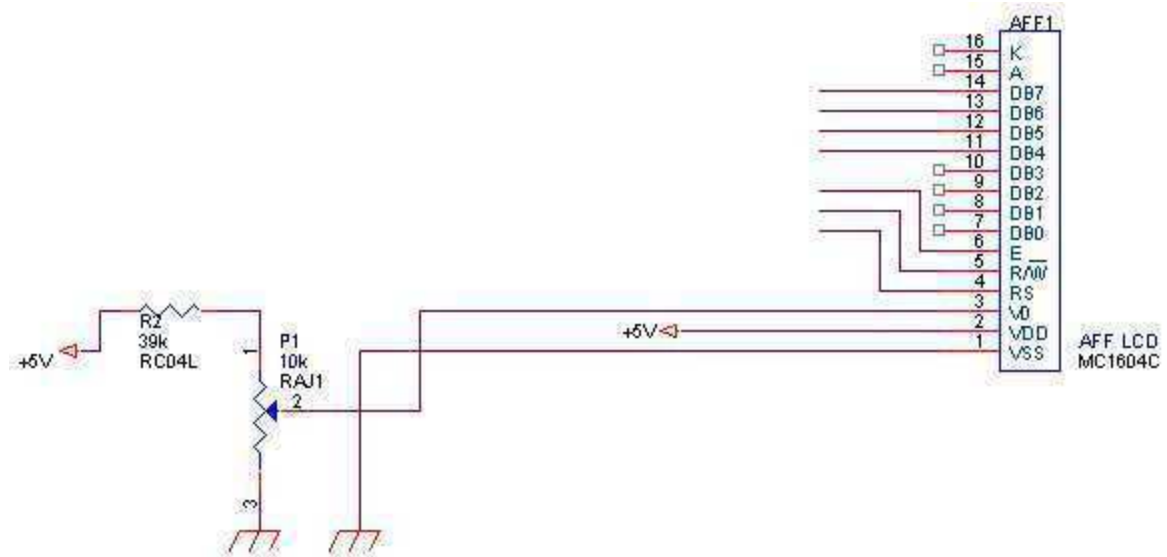 AFF1
16 K
15 A
14 DB7
13 DB6
12 DB5
11 DB4
10 DB3
9 DB2
8 DB1
7 DB0
6 E
5 R/W
4 RS
3 V0
2 VDD
1 VSS
+5V
AFF. LCD
MC1604C
+5V
R2
39k
RC04L
1
P1
10k
RAJ1
2
3